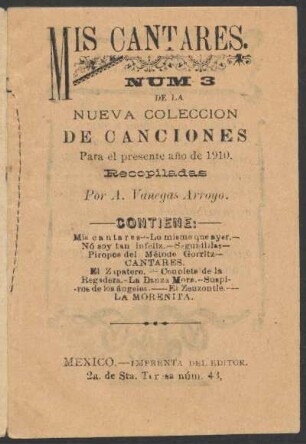 MIS CANTARES.
NUM 3
DE LA
NUEVA COLECCION
DE CANCIONES
Para el presente año de 1910.
Recopiladas
Por A. Vanegas Arroyo.
—CONTIENE:—
Mis cantares—Lo mismo que ayer.—
Nó soy tan infeliz.—Seguidillas—
Piropos del Método Gorritz—
CANTARES.
El Zapatero.—Couplets de la
Regadera.-La Danza Mora.—Suspi-
ros de los ángeles.——El Zenzontle.—
LA MORENITA.
MEXICO.—IMPRENTA DEL EDITOR.
2a. de Sta. Teresa núm. 43,